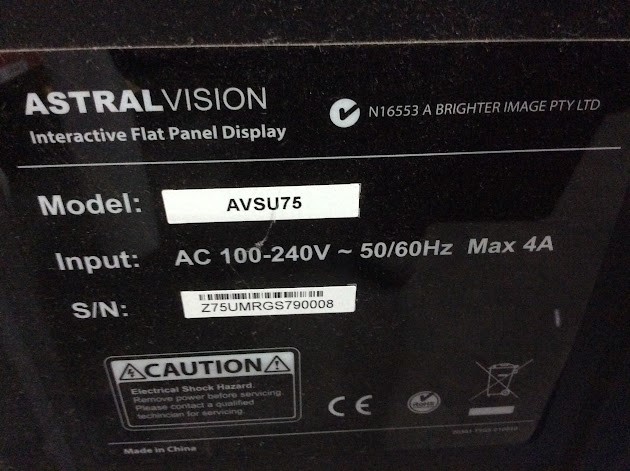 ASTRALVISION
N16553 A BRIGHTER IMAGE PTY LTD
Interactive Flat Panel Display
Model: AVSU75
Input: AC 100-240V ~ 50/60Hz Max 4A
S/N: Z75UMRGS790008
CAUTION
Electrical Shock Hazard.
Remove power before servicing.
Please contact a qualified
technician for servicing.
CE
Made in China